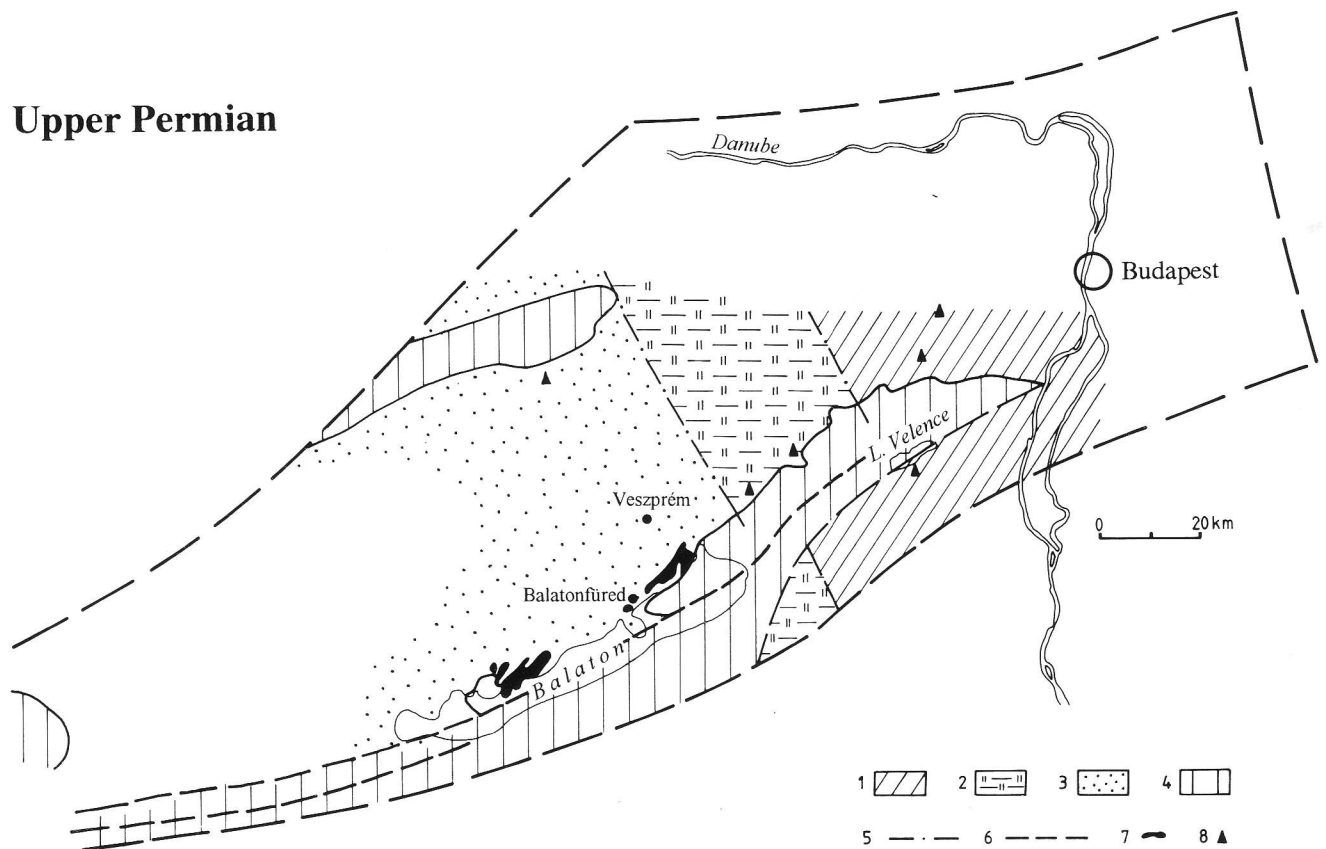 Upper Permian
Danube
Budapest
L. Velence
Veszprém
0 20 km
Balatonfüred
Balaton
1 2 3 4
5 6 7 8